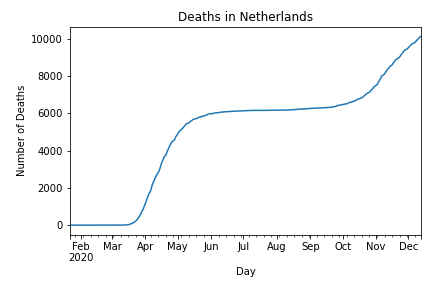 Deaths in Netherlands
Number of Deaths
10000
8000
6000
4000
2000
0
Feb Mar Apr May Jun Jul Aug Sep Oct Nov Dec
2020
Day